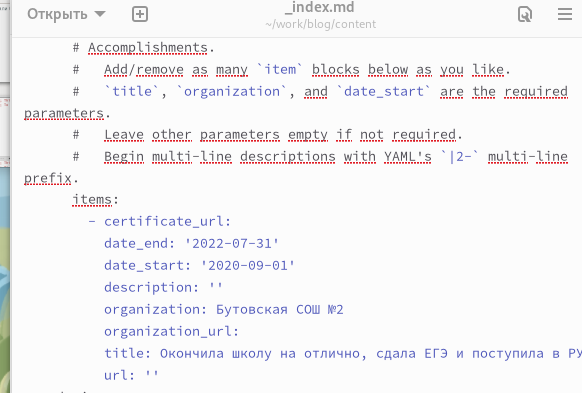 Открыть
_index.md
~/work/blog/content
# Accomplishments.
#   Add/remove as many `item` blocks below as you like.
#   `title`, `organization`, and `date_start` are the required
parameters.
#   Leave other parameters empty if not required.
#   Begin multi-line descriptions with YAML's `|2-` multi-line
prefix.
items:
- certificate_url:
date_end: '2022-07-31'
date_start: '2020-09-01'
description: ''
organization: Бутовская СОШ №2
organization_url:
title: Окончила школу на отлично, сдала ЕГЭ и поступила в
url: ''